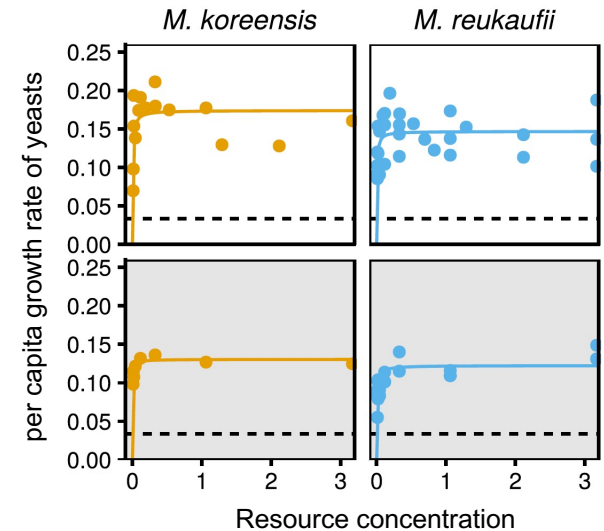 M. koreensis
M. reukaufii
per capita growth rate of yeasts
0.25
0.20
0.15
0.10
0.05
0.00
0.25
0.20
0.15
0.10
0.05
0.00
0 1 2 3
0 1 2 3
Resource concentration